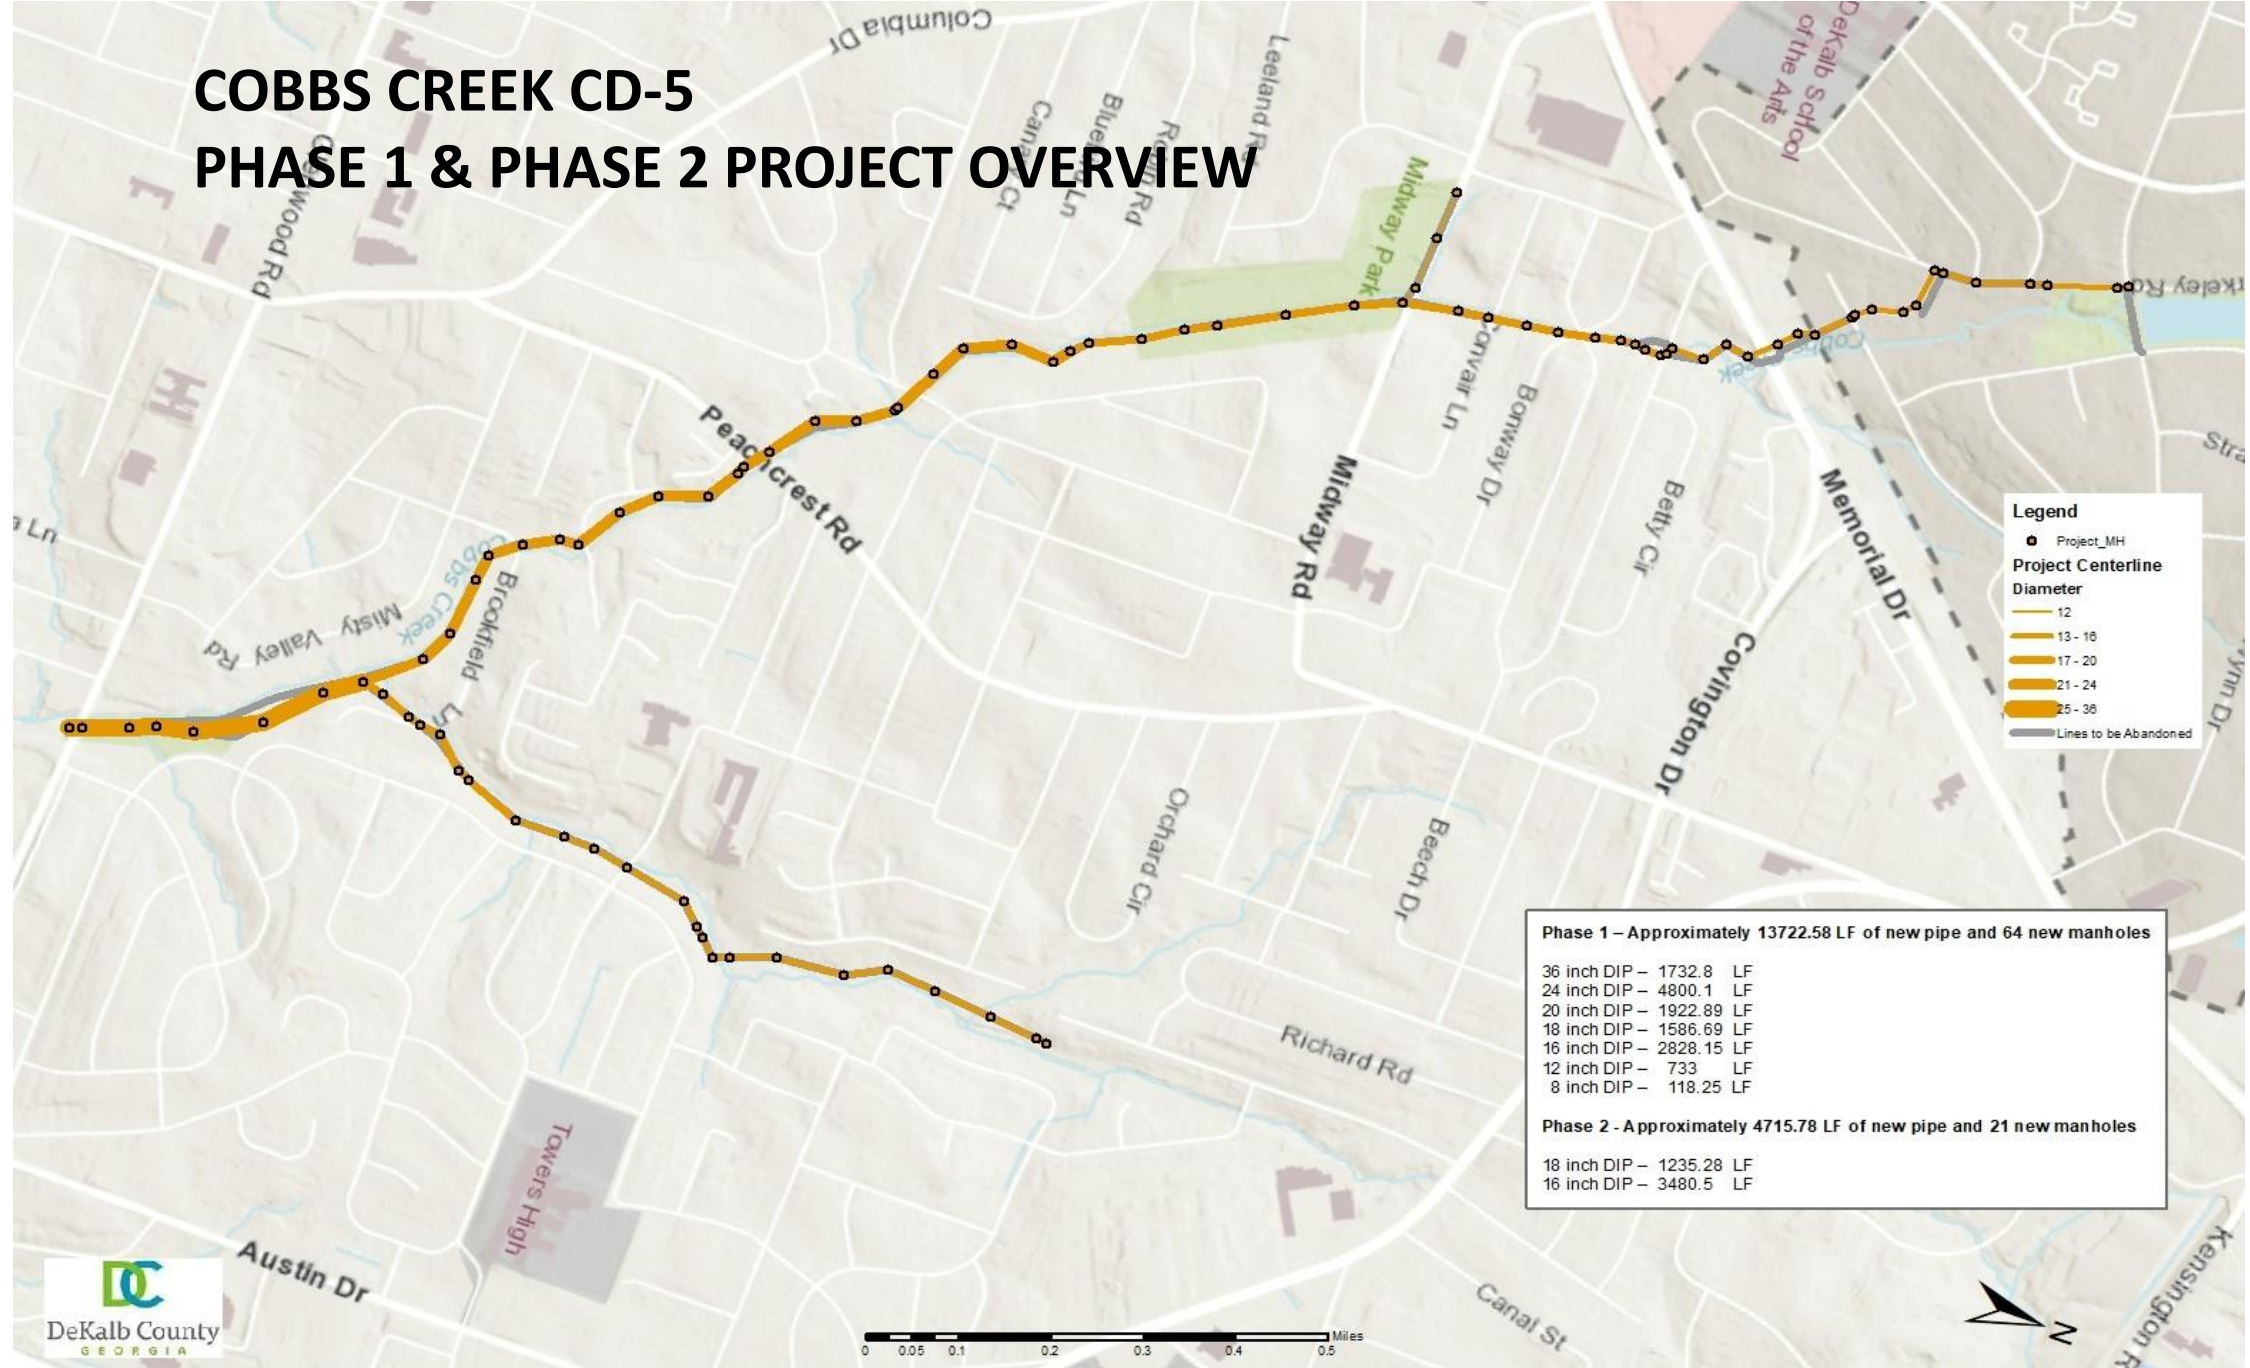 COBBS CREEK CD-5
PHASE 1 & PHASE 2 PROJECT OVERVIEW
Columbia Dr
Leeland Rd
Canary Ct
Robin Rd
DeKalb School
of the Arts
Midway Park
Peachcrest Rd
Convair Ln
Bonway Dr
Midway Rd
Betty Cir
Cobbs
Creek
Memorial Dr
Covington Dr
Cobbs Creek
Misty Valley Rd
Brookfield
Ln
Orchard Cir
Beech Dr
Richard Rd
Towers High
Austin Dr
Canal St
Legend
Project_MH
Project Centerline
Diameter
12
13 - 16
17 - 20
21 - 24
25 - 36
Lines to be Abandoned
Phase 1 – Approximately 13722.58 LF of new pipe and 64 new manholes
36 inch DIP – 1732.8 LF
24 inch DIP – 4800.1 LF
20 inch DIP – 1922.89 LF
18 inch DIP – 1586.69 LF
16 inch DIP – 2828.15 LF
12 inch DIP – 733 LF
8 inch DIP – 118.25 LF
Phase 2 - Approximately 4715.78 LF of new pipe and 21 new manholes
18 inch DIP – 1235.28 LF
16 inch DIP – 3480.5 LF
DC
DeKalb County
GEORGIA
0 0.05 0.1 0.2 0.3 0.4 0.5
Miles
N